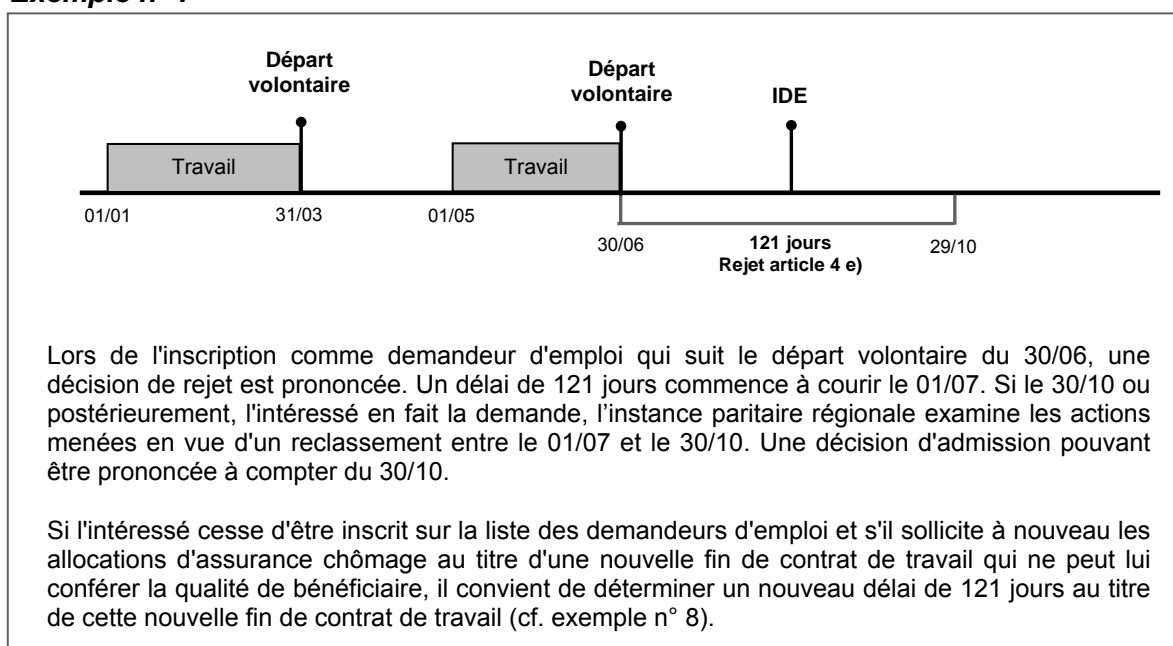 Départ
volontaire
Départ
volontaire
IDE
Travail
Travail
01/01
31/03
01/05
30/06
121 jours
Rejet article 4 e)
29/10
Lors de l'inscription comme demandeur d'emploi qui suit le départ volontaire du 30/06, une
décision de rejet est prononcée. Un délai de 121 jours commence à courir le 01/07. Si le 30/10 ou
postérieurement, l'intéressé en fait la demande, l’instance paritaire régionale examine les actions
menées en vue d'un reclassement entre le 01/07 et le 30/10. Une décision d'admission pouvant
être prononcée à compter du 30/10.
Si l'intéressé cesse d'être inscrit sur la liste des demandeurs d'emploi et s'il sollicite à nouveau les
allocations d'assurance chômage au titre d'une nouvelle fin de contrat de travail qui ne peut lui
conférer la qualité de bénéficiaire, il convient de déterminer un nouveau délai de 121 jours au titre
de cette nouvelle fin de contrat de travail (cf. exemple n° 8).